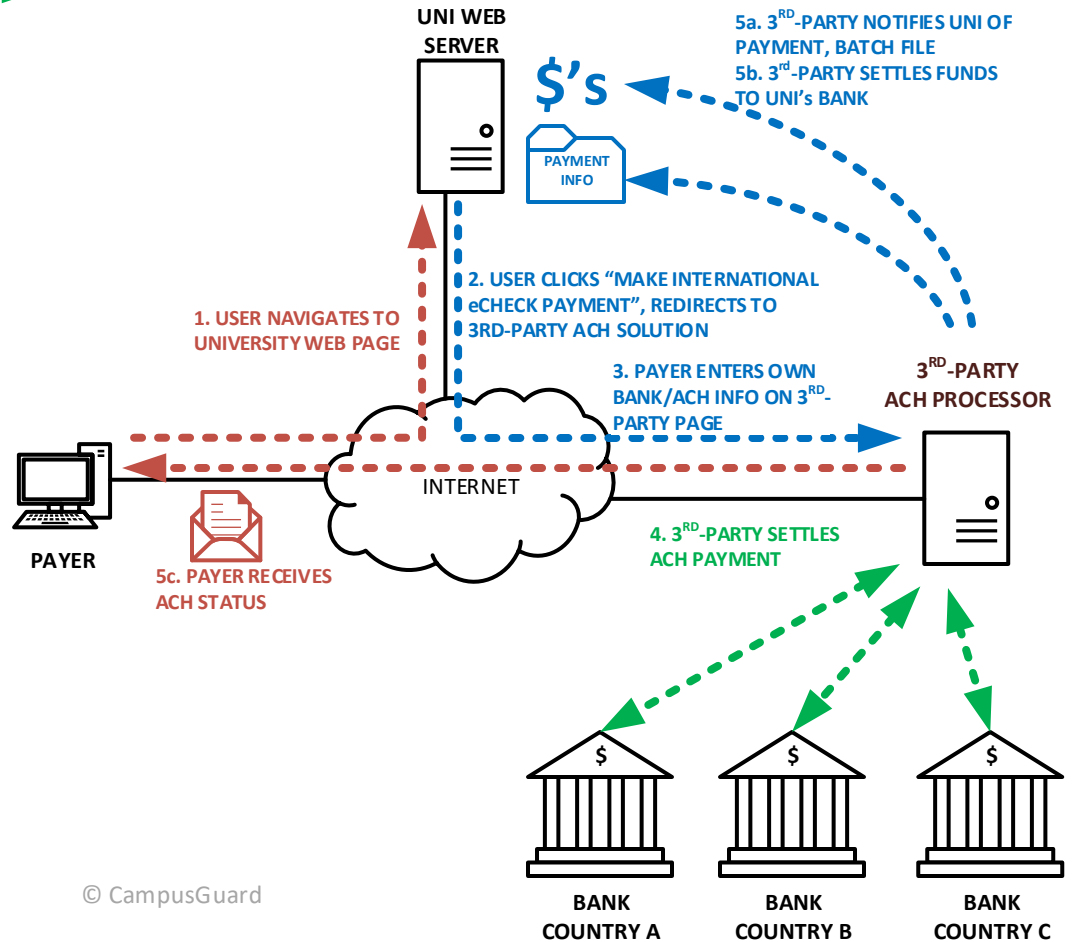 UNI WEB
SERVER
$'s
PAYMENT
INFO
5a. 3RD-PARTY NOTIFIES UNI OF
PAYMENT, BATCH FILE
5b. 3rd-PARTY SETTLES FUNDS
TO UNI's BANK
1. USER NAVIGATES TO
UNIVERSITY WEB PAGE
2. USER CLICKS “MAKE INTERNATIONAL
eCHECK PAYMENT”, REDIRECTS TO
3RD-PARTY ACH SOLUTION
3. PAYER ENTERS OWN
BANK/ACH INFO ON 3RD-
PARTY PAGE
3RD-PARTY
ACH PROCESSOR
INTERNET
PAYER
5c. PAYER RECEIVES
ACH STATUS
4. 3RD-PARTY SETTLES
ACH PAYMENT
$
$
$
BANK
COUNTRY A
BANK
COUNTRY B
BANK
COUNTRY C
© CampusGuard